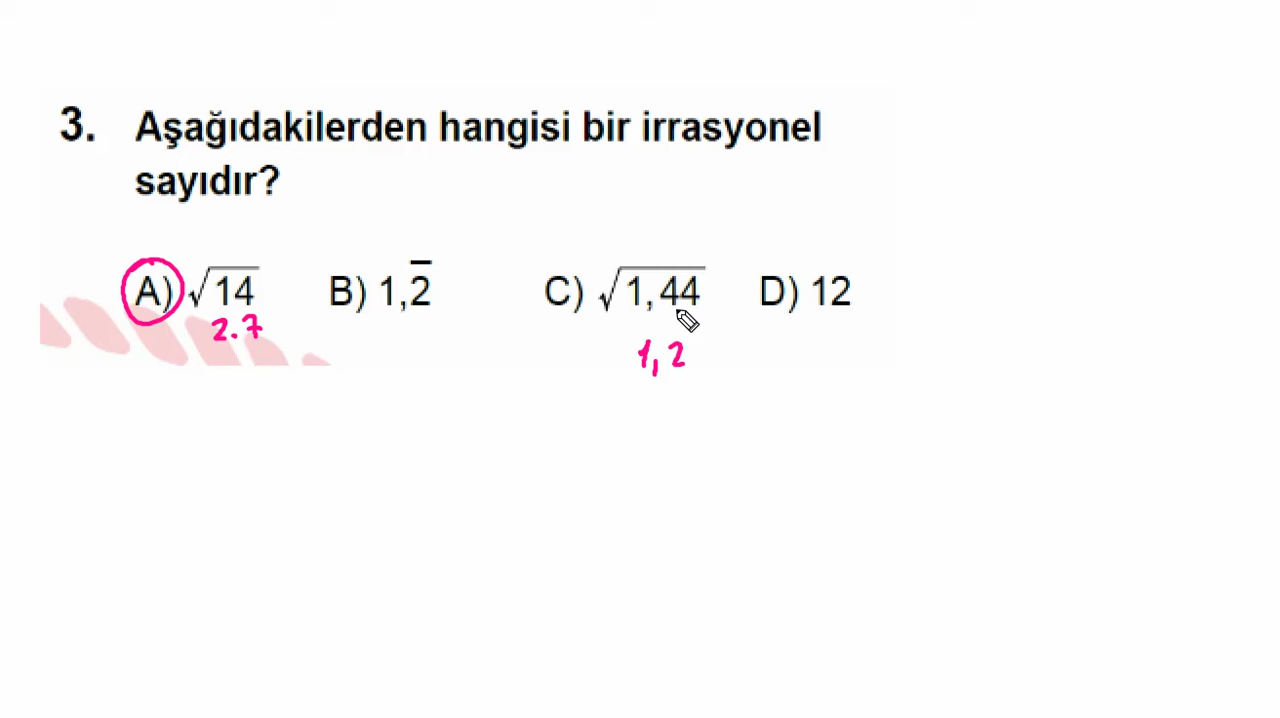 3. Aşağıdakilerden hangisi bir irrasyonel
sayıdır?
A) √14 B) 1,2̅ C) √1,44 D) 12
2.7
1,2